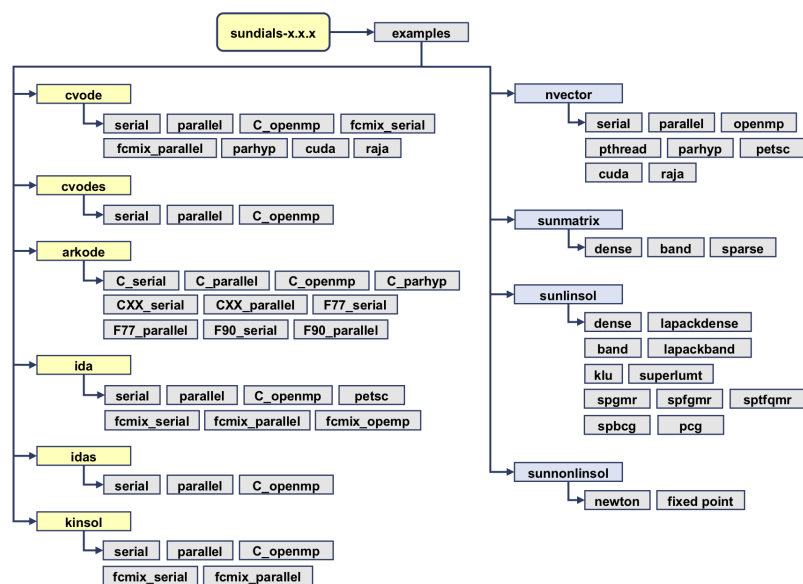 sundials-x.x.x examples
cvode
serial parallel C_openmp fcmix_serial
fcmix_parallel parhyp cuda raja
cvodes
serial parallel C_openmp
arkode
C_serial C_parallel C_openmp C_parhyp
CXX_serial CXX_parallel F77_serial
F77_parallel F90_serial F90_parallel
ida
serial parallel C_openmp petsc
fcmix_serial fcmix_parallel fcmix_opemp
idas
serial parallel C_openmp
kinsol
serial parallel C_openmp
fcmix_serial fcmix_parallel
nvector
serial parallel openmp
pthread parhyp petsc
cuda raja
sunmatrix
dense band sparse
sunlinsol
dense lapackdense
band lapackband
klu superlumt
spgmr spfgmr sptfqmr
spbcg pcg
sunnonlinsol
newton fixed point